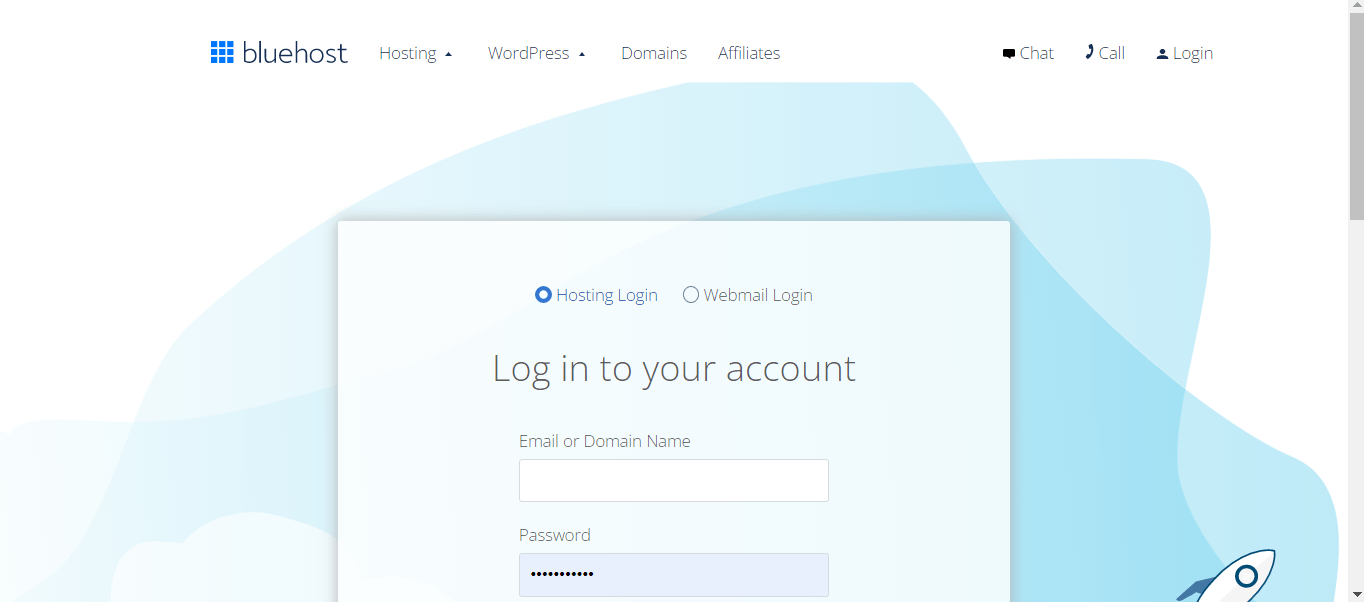 bluehost Hosting WordPress Domains Affiliates Chat Call Login
Hosting Login Webmail Login
Log in to your account
Email or Domain Name
Password
•••••••••••